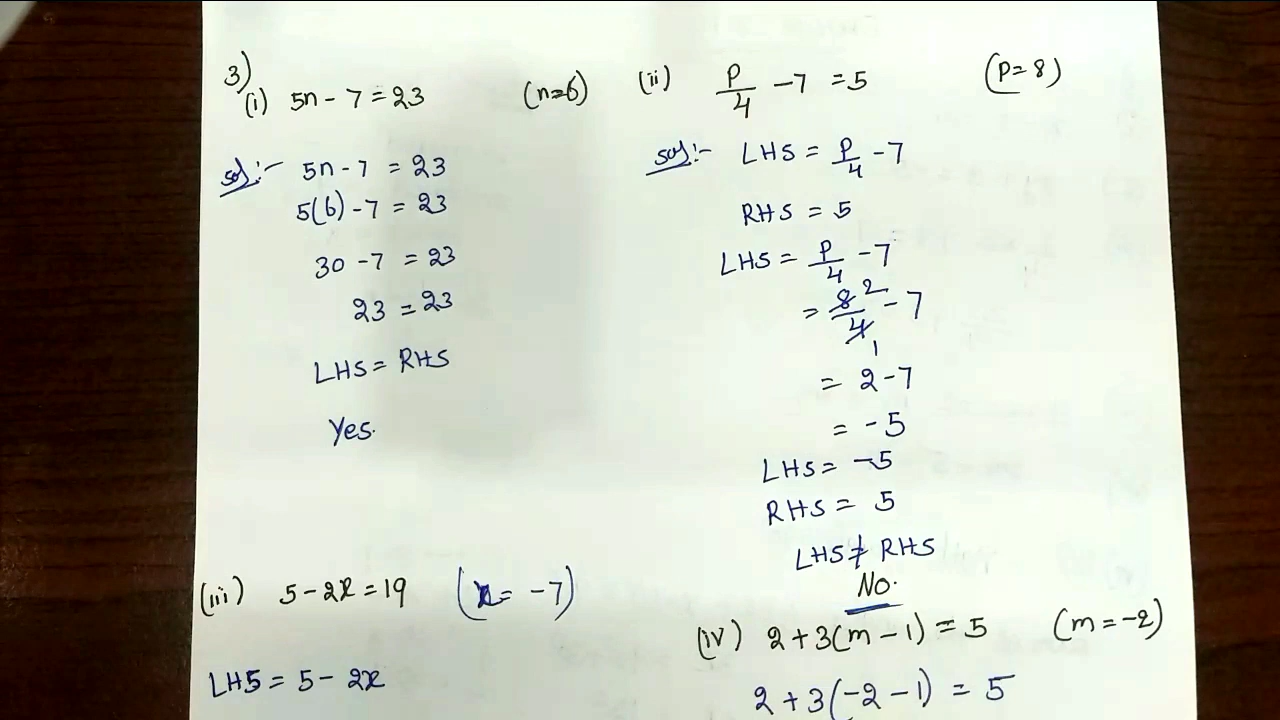 3)
(i) 5n - 7 = 23 (n=6)
sol:- 5n - 7 = 23
5(6) - 7 = 23
30 - 7 = 23
23 = 23
LHS = RHS
Yes.
(ii) P/4 - 7 = 5 (P= 8)
sol:- LHS = P/4 - 7
RHS = 5
LHS = P/4 - 7
= 8/4 2/1 - 7
= 2 - 7
= - 5
LHS = -5
RHS = 5
LHS ≠ RHS
No.
(iii) 5 - 2x = 19 (x = -7)
LHS = 5 - 2x
(iv) 2 + 3(m - 1) = 5 (m = -2)
2 + 3(-2 - 1) = 5